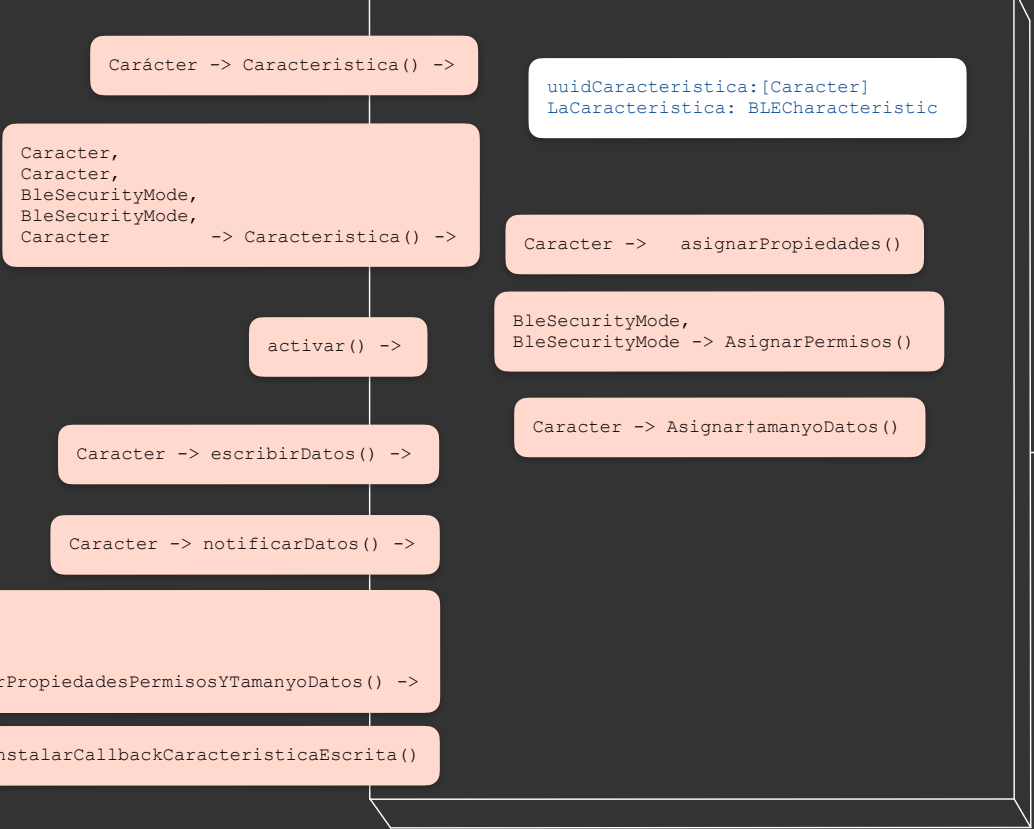 Carácter -> Caracteristica() ->
Caracter,
Caracter,
BleSecurityMode,
BleSecurityMode,
Caracter -> Caracteristica() ->
activar() ->
Caracter -> escribirDatos() ->
Caracter -> notificarDatos() ->
rPropiedadesPermisosYTamanyoDatos() ->
nstalarCallbackCaracteristicaEscrita()
uuidCaracteristica:[Caracter]
LaCaracteristica: BLECharacteristic
Caracter -> asignarPropiedades()
BleSecurityMode,
BleSecurityMode -> AsignarPermisos()
Caracter -> Asignar†amanyoDatos()